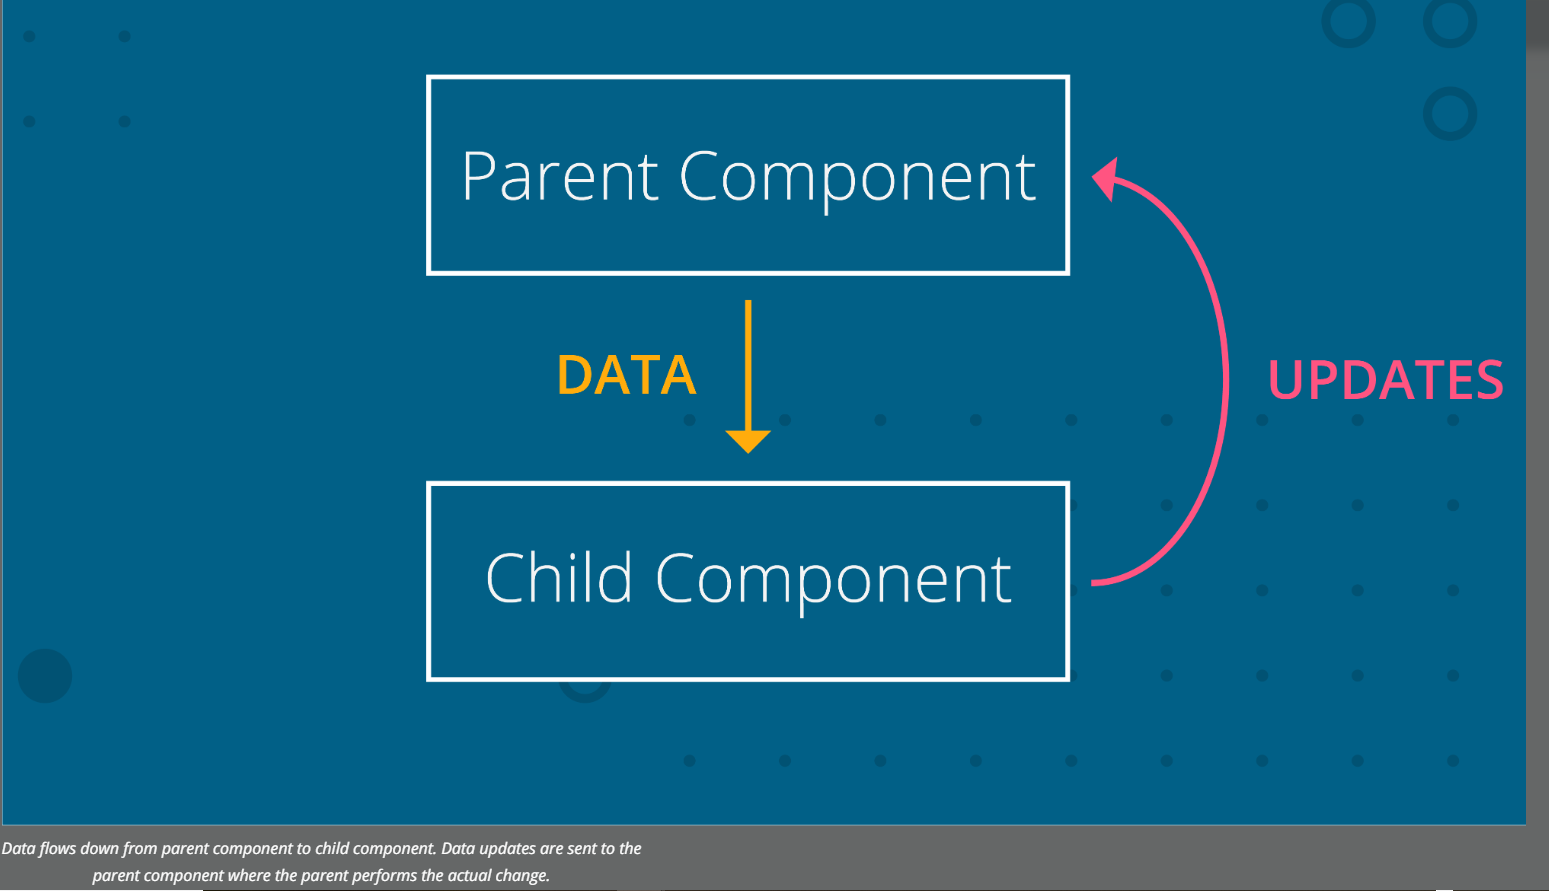 Parent Component
DATA
UPDATES
Child Component
Data flows down from parent component to child component. Data updates are sent to the
parent component where the parent performs the actual change.